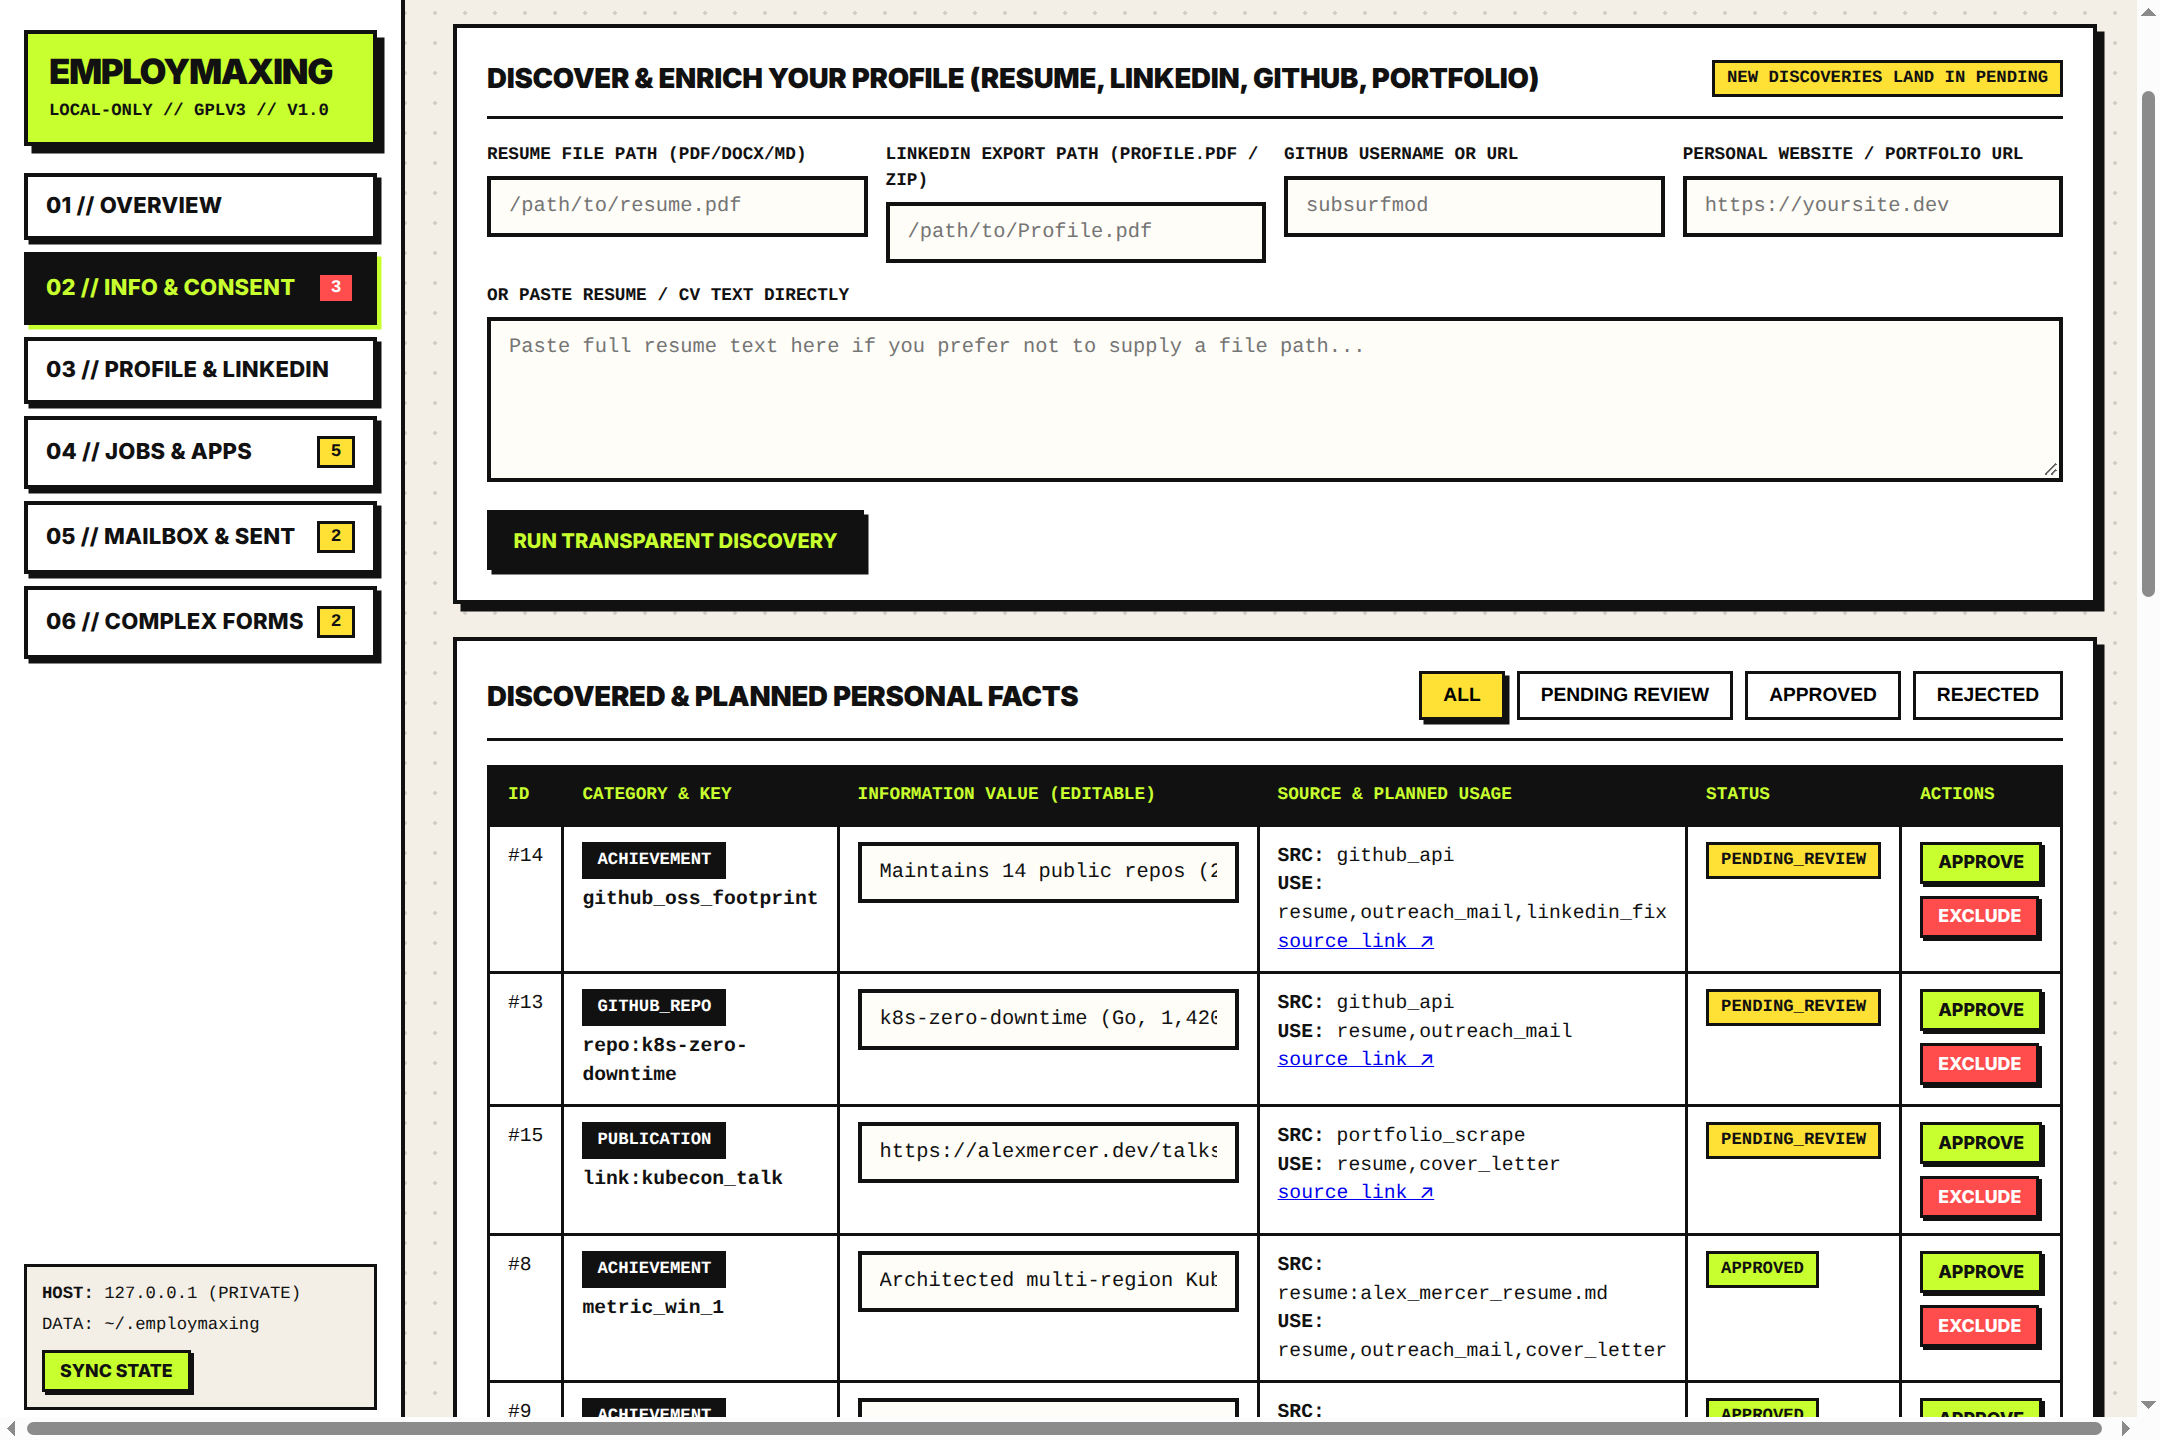 EMPLOYMAXING
LOCAL-ONLY // GPLV3 // V1.0
01 // OVERVIEW
02 // INFO & CONSENT 3
03 // PROFILE & LINKEDIN
04 // JOBS & APPS 5
05 // MAILBOX & SENT 2
06 // COMPLEX FORMS 2
HOST: 127.0.0.1 (PRIVATE)
DATA: ~/.employmaxing
SYNC STATE
DISCOVER & ENRICH YOUR PROFILE (RESUME, LINKEDIN, GITHUB, PORTFOLIO)
NEW DISCOVERIES LAND IN PENDING
RESUME FILE PATH (PDF/DOCX/MD)
/path/to/resume.pdf
LINKEDIN EXPORT PATH (PROFILE.PDF /
ZIP)
/path/to/Profile.pdf
GITHUB USERNAME OR URL
subsurfmod
PERSONAL WEBSITE / PORTFOLIO URL
https://yoursite.dev
OR PASTE RESUME / CV TEXT DIRECTLY
Paste full resume text here if you prefer not to supply a file path...
RUN TRANSPARENT DISCOVERY
DISCOVERED & PLANNED PERSONAL FACTS
ALL
PENDING REVIEW
APPROVED
REJECTED
ID CATEGORY & KEY INFORMATION VALUE (EDITABLE) SOURCE & PLANNED USAGE STATUS ACTIONS
#14
ACHIEVEMENT
github_oss_footprint
Maintains 14 public repos (2
SRC: github_api
USE:
resume,outreach_mail,linkedin_fix
source link ↗
PENDING_REVIEW
APPROVE
EXCLUDE
#13
GITHUB_REPO
repo:k8s-zero-
downtime
k8s-zero-downtime (Go, 1,420
SRC: github_api
USE: resume,outreach_mail
source link ↗
PENDING_REVIEW
APPROVE
EXCLUDE
#15
PUBLICATION
link:kubecon_talk
https://alexmercer.dev/talks
SRC: portfolio_scrape
USE: resume,cover_letter
source link ↗
PENDING_REVIEW
APPROVE
EXCLUDE
#8
ACHIEVEMENT
metric_win_1
Architected multi-region Kub
SRC:
resume:alex_mercer_resume.md
USE:
resume,outreach_mail,cover_letter
APPROVED
APPROVE
EXCLUDE
#9
ACHIEVEMENT
SRC:
APPROVED
APPROVE